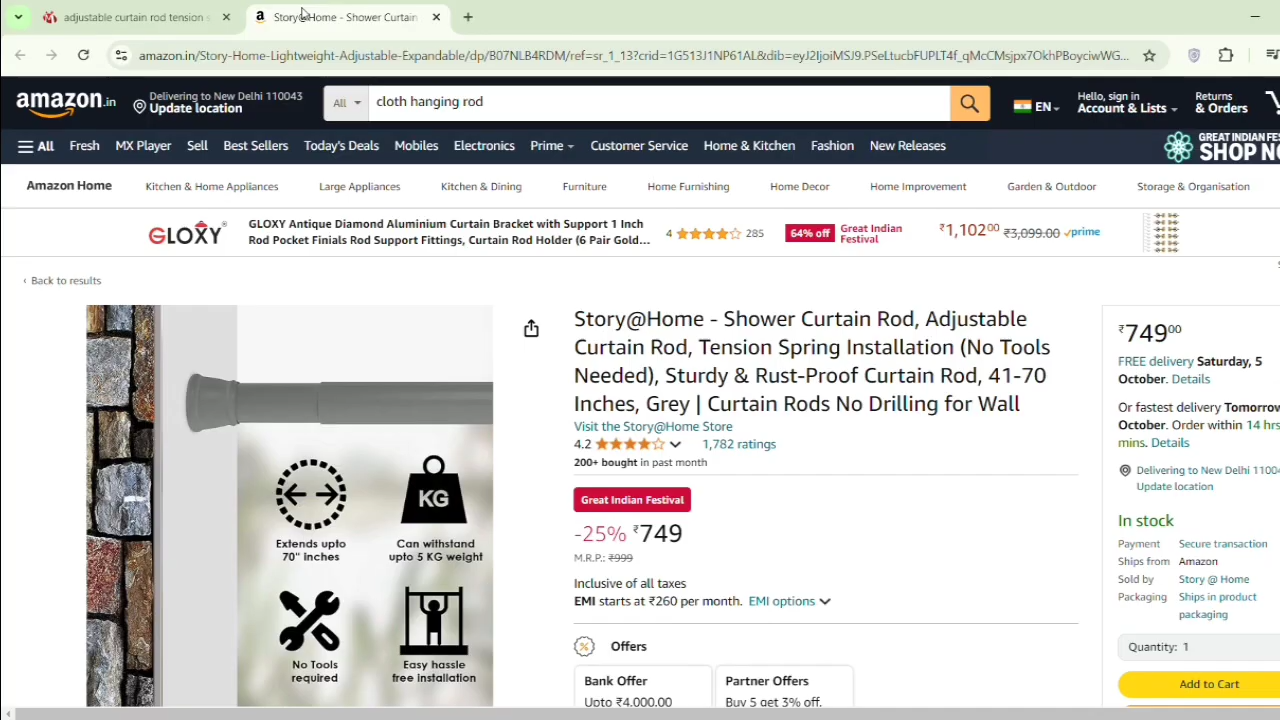 adjustable curtain rod tension s
Story@Home - Shower Curtain
amazon.in/Story-Home-Lightweight-Adjustable-Expandable/dp/B07NLB4RDM/ref=sr_1_13?crid=1G513J1NP61AL&dib=eyJ2IjoiMSJ9.PSeLtucbFUPLT4f_qMcCMsjpx7OkhPBoyciwWG...
amazon.in
Delivering to New Delhi 110043
Update location
All
cloth hanging rod
EN
Hello, sign in
Account & Lists
Returns
& Orders
All
Fresh
MX Player
Sell
Best Sellers
Today's Deals
Mobiles
Electronics
Prime
Customer Service
Home & Kitchen
Fashion
New Releases
GREAT INDIAN FE
SHOP NO
Amazon Home
Kitchen & Home Appliances
Large Appliances
Kitchen & Dining
Furniture
Home Furnishing
Home Decor
Home Improvement
Garden & Outdoor
Storage & Organisation
GLOXY
GLOXY Antique Diamond Aluminium Curtain Bracket with Support 1 Inch
Rod Pocket Finials Rod Support Fittings, Curtain Rod Holder (6 Pair Gold...
4
285
64% off
Great Indian
Festival
₹1,102⁰⁰ ₹3,099.00 prime
‹ Back to results
Extends upto
70" inches
KG
Can withstand
upto 5 KG weight
No Tools
required
Easy hassle
free installation
Story@Home - Shower Curtain Rod, Adjustable
Curtain Rod, Tension Spring Installation (No Tools
Needed), Sturdy & Rust-Proof Curtain Rod, 41-70
Inches, Grey | Curtain Rods No Drilling for Wall
Visit the Story@Home Store
4.2
1,782 ratings
200+ bought in past month
Great Indian Festival
-25% ₹749
M.R.P.: ₹999
Inclusive of all taxes
EMI starts at ₹260 per month. EMI options
Offers
Bank Offer
Upto ₹4,000.00
Partner Offers
Buy 5 get 3% off,
₹749⁰⁰
FREE delivery Saturday, 5
October. Details
Or fastest delivery Tomorrow
October. Order within 14 hrs
mins. Details
Delivering to New Delhi 11004
Update location
In stock
Payment
Secure transaction
Ships from
Amazon
Sold by
Story @ Home
Packaging
Ships in product
packaging
Quantity: 1
Add to Cart